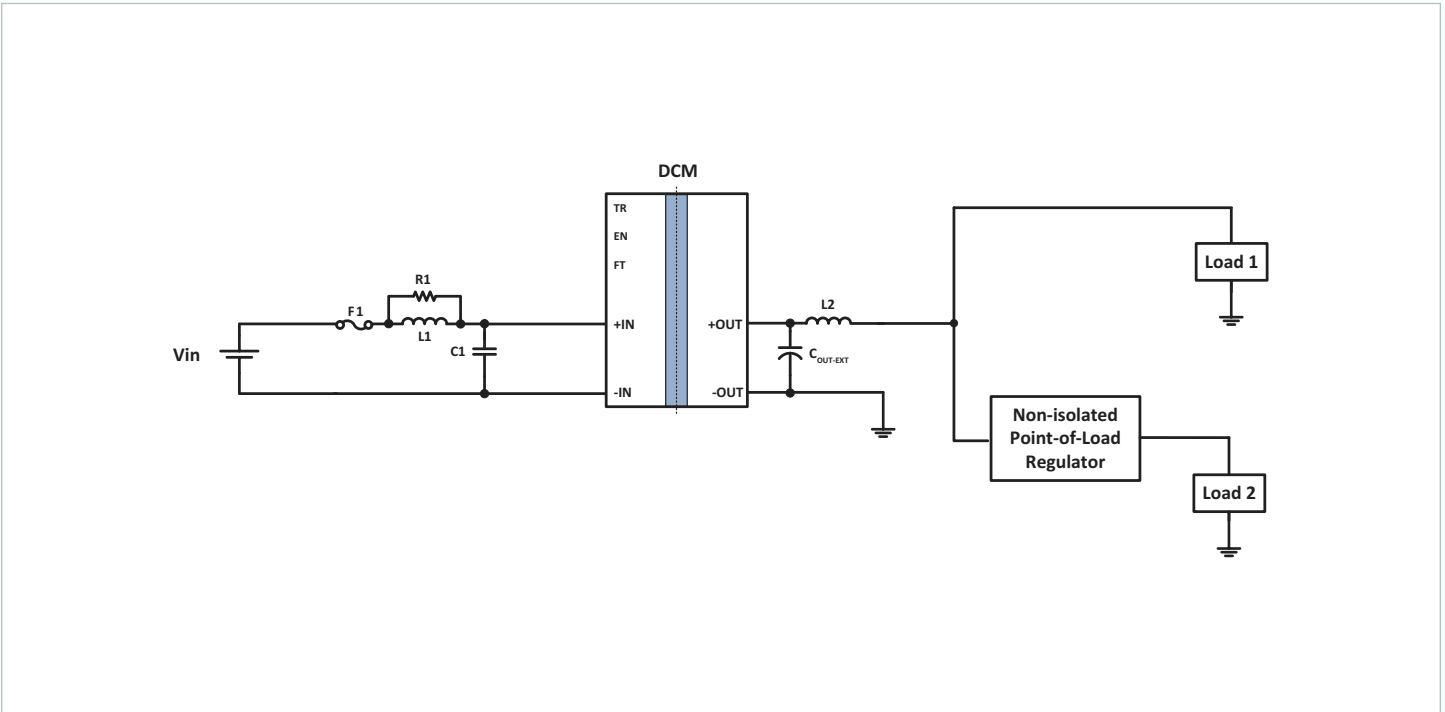 DCM
TR
EN
FT
R1
F1
L1
C1
Vin
+IN
-IN
+OUT
-OUT
L2
COUT-EXT
Load 1
Non-isolated
Point-of-Load
Regulator
Load 2